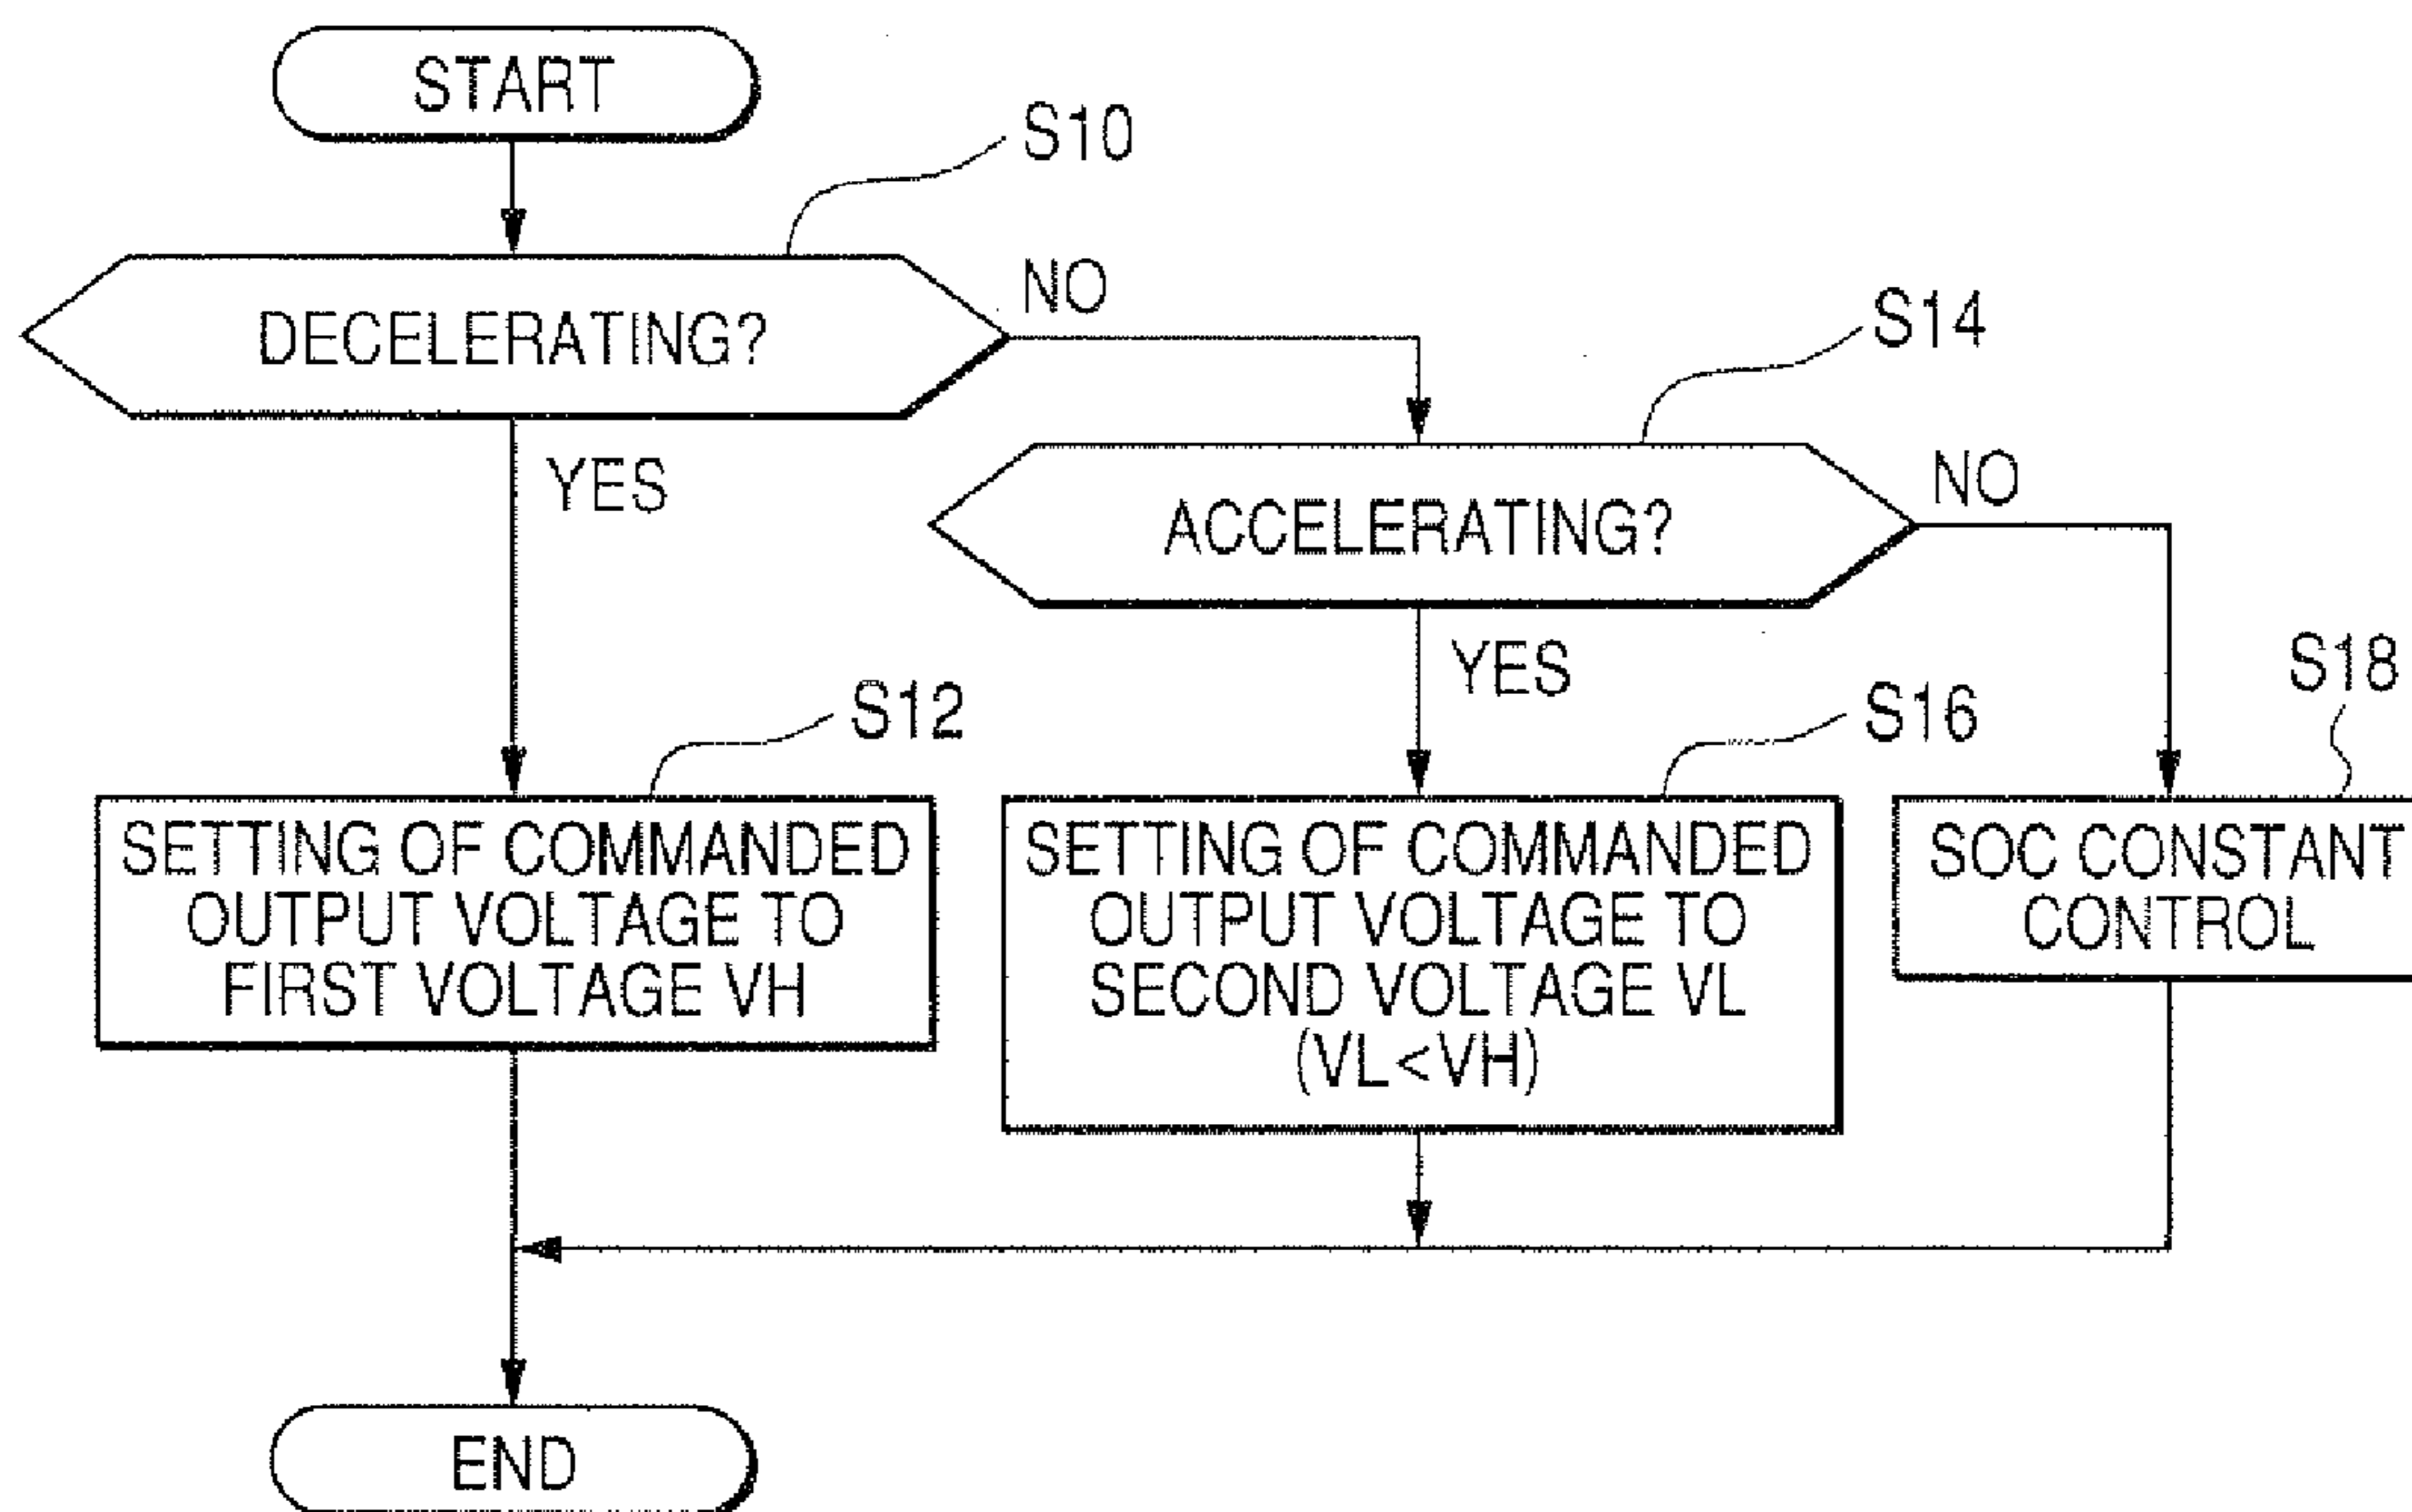 START
S10
DECELERATING?
NO
YES
S14
ACCELERATING?
NO
YES
S12
SETTING OF COMMANDED
OUTPUT VOLTAGE TO
FIRST VOLTAGE VH
S16
SETTING OF COMMANDED
OUTPUT VOLTAGE TO
SECOND VOLTAGE VL
(VL<VH)
S18
SOC CONSTANT
CONTROL
END